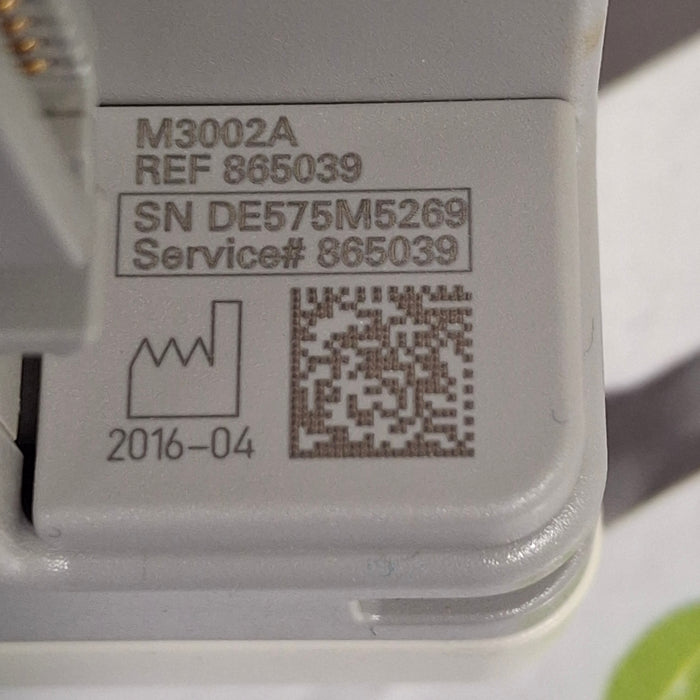 M3002A
REF 865039
SN DE575M5269
Service# 865039
2016-04